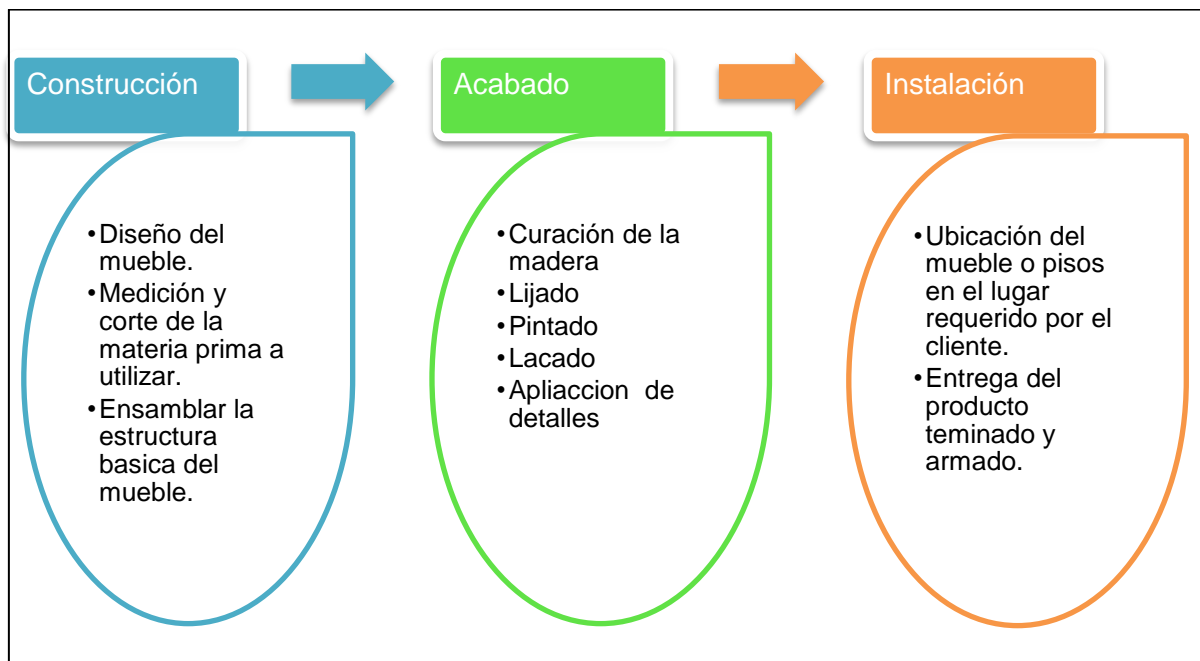 Construcción
•Diseño del
mueble.
•Medición y
corte de la
materia prima a
utilizar.
•Ensamblar la
estructura
basica del
mueble.
Acabado
•Curación de la
madera
•Lijado
•Pintado
•Lacado
•Apliaccion de
detalles
Instalación
•Ubicación del
mueble o pisos
en el lugar
requerido por el
cliente.
•Entrega del
producto
teminado y
armado.